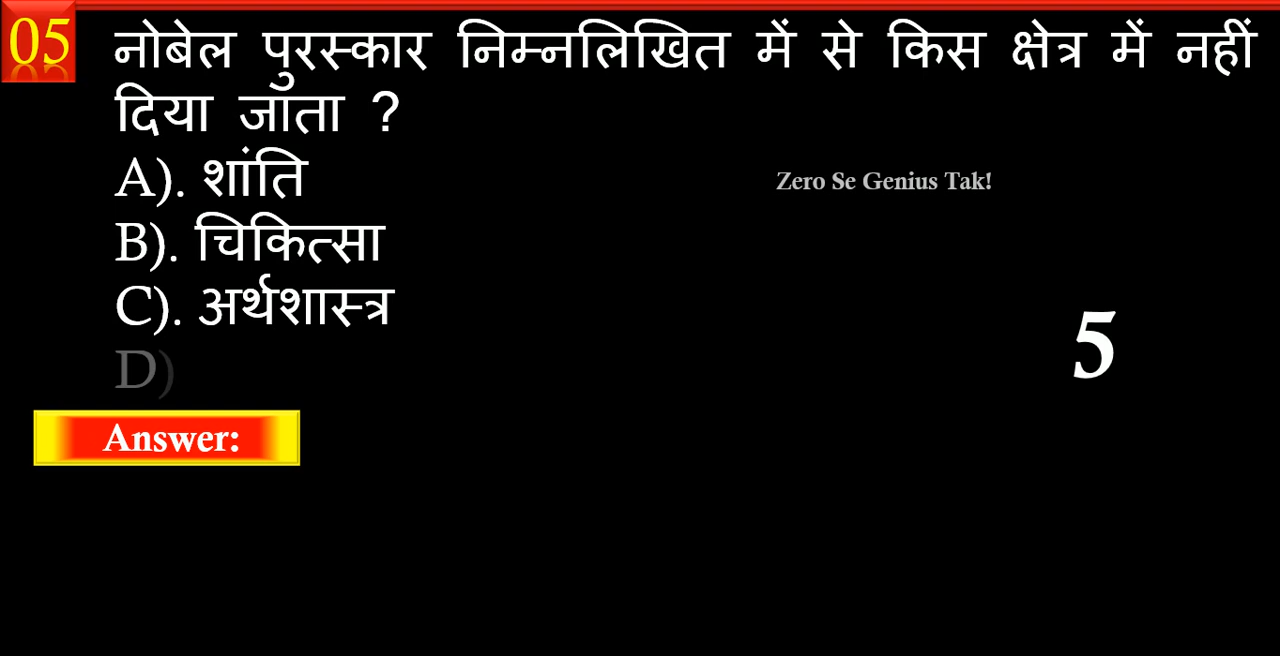 05 नोबेल पुरस्कार निम्नलिखित में से किस क्षेत्र में नहीं
दिया जाता ?
A). शांति
Zero Se Genius Tak!
B). चिकित्सा
C). अर्थशास्त्र
5
D)
Answer: